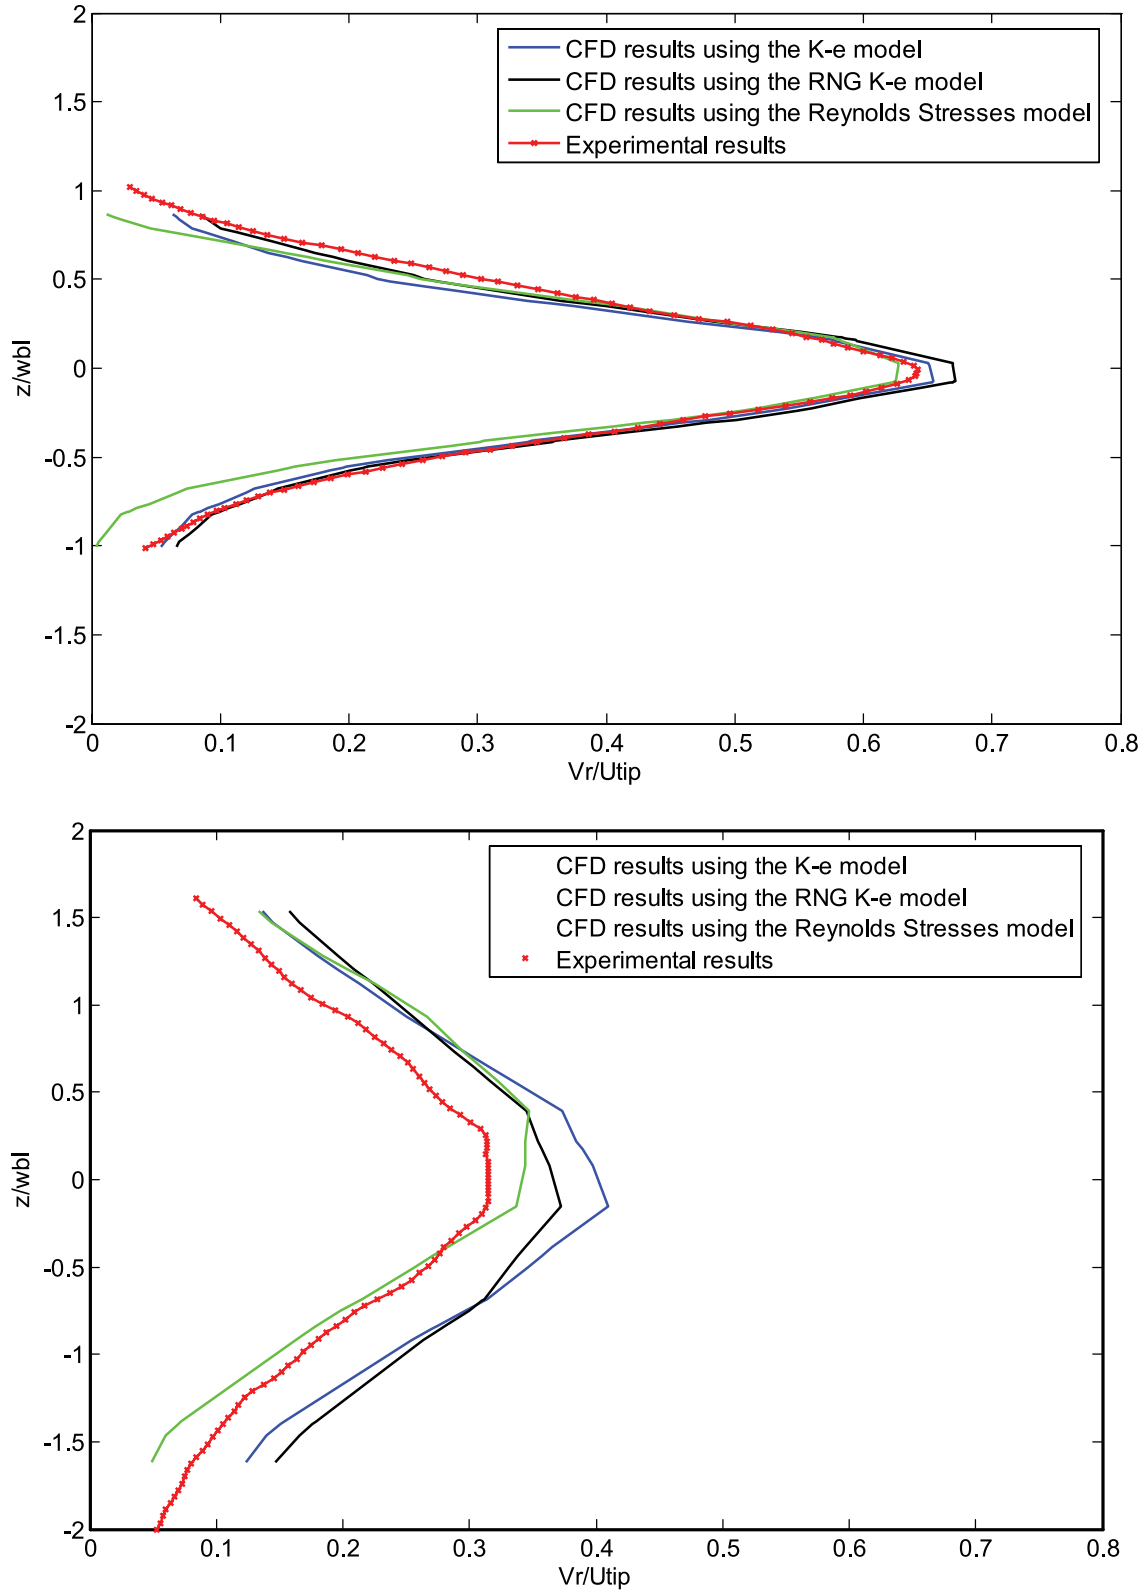 2
1.5
1
0.5
0
-0.5
-1
-1.5
-2
z/wbl
CFD results using the K-e model
CFD results using the RNG K-e model
CFD results using the Reynolds Stresses model
Experimental results
0 0.1 0.2 0.3 0.4 0.5 0.6 0.7 0.8
Vr/Utip
2
1.5
1
0.5
0
-0.5
-1
-1.5
-2
z/wbl
CFD results using the K-e model
CFD results using the RNG K-e model
CFD results using the Reynolds Stresses model
Experimental results
0 0.1 0.2 0.3 0.4 0.5 0.6 0.7 0.8
Vr/Utip